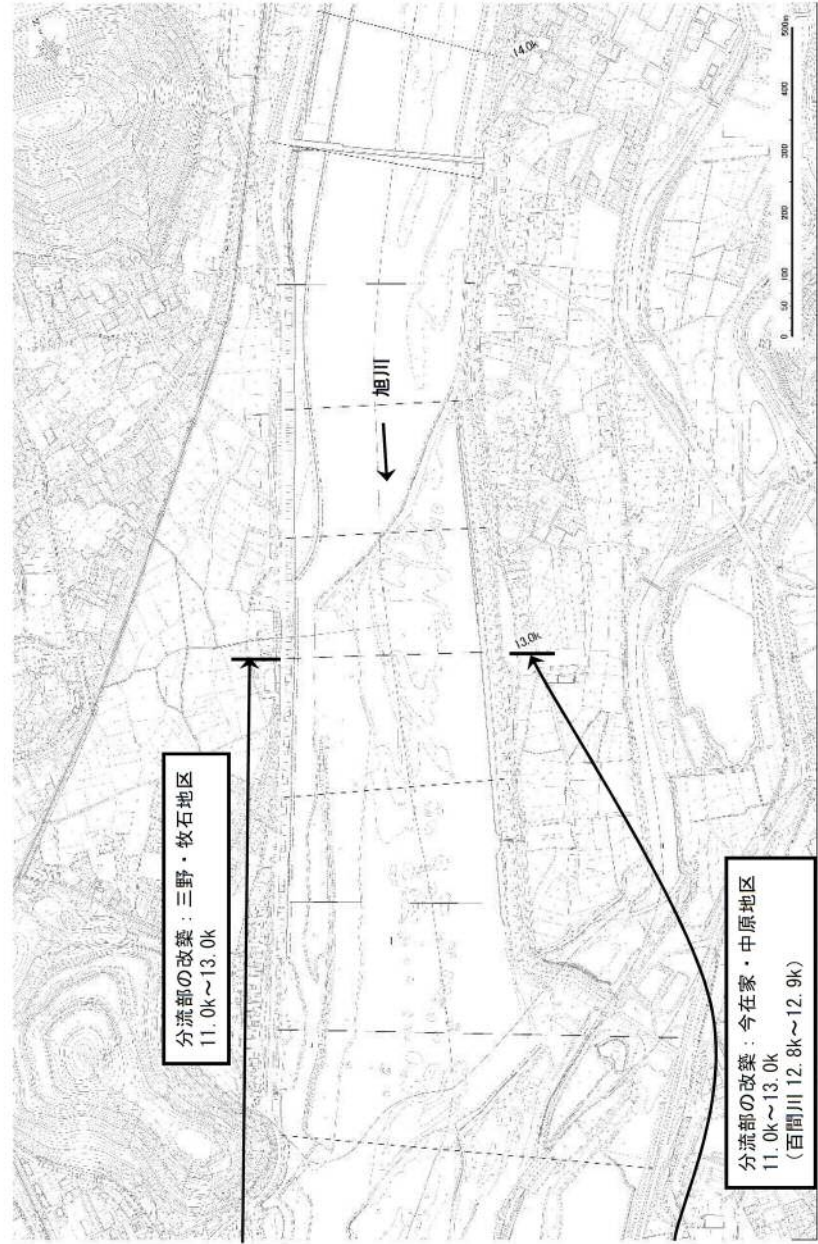 分流部の改築：三野・牧石地区
11.0k～13.0k
旭川
14.0k
13.0k
分流部の改築：今在家・中原地区
11.0k～13.0k
（百間川 12.8k～12.9k）
0 50 100 200 300 400 500m